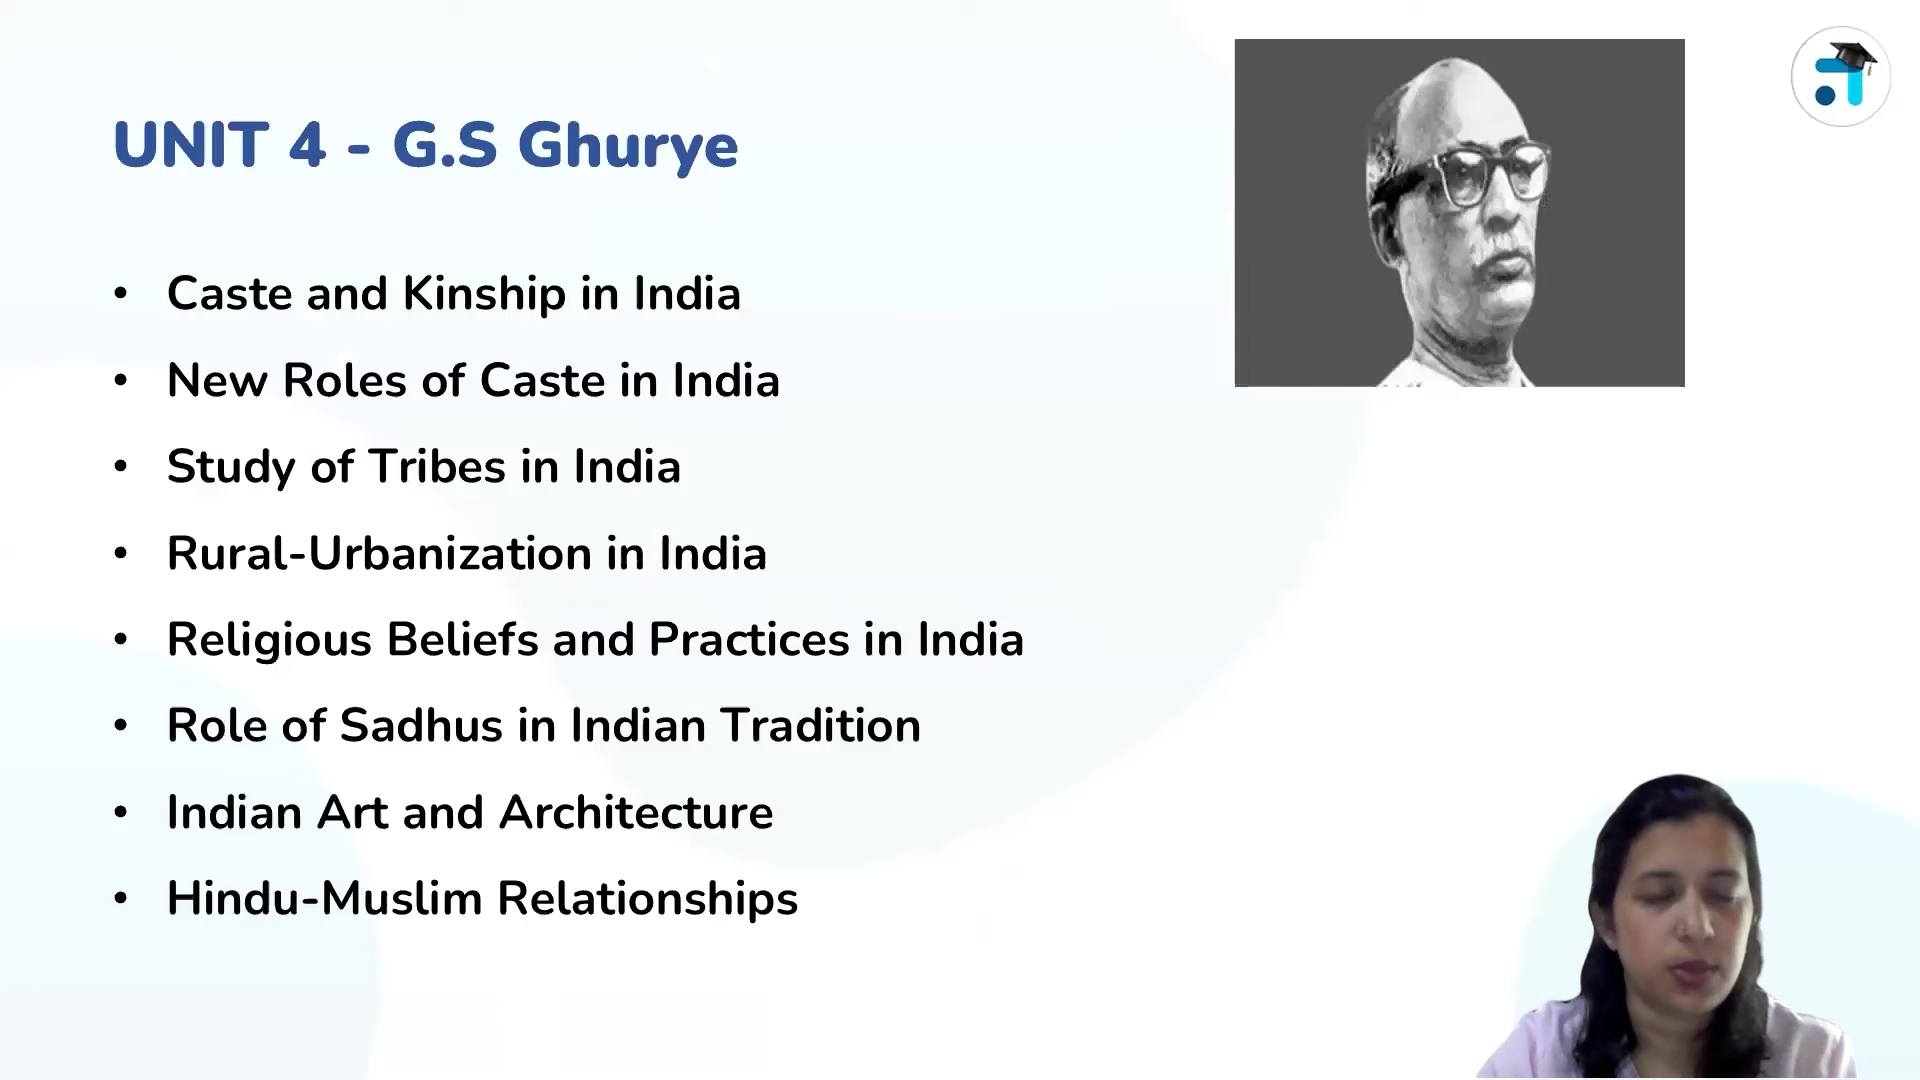 UNIT 4 - G.S Ghurye
• Caste and Kinship in India
• New Roles of Caste in India
• Study of Tribes in India
• Rural-Urbanization in India
• Religious Beliefs and Practices in India
• Role of Sadhus in Indian Tradition
• Indian Art and Architecture
• Hindu-Muslim Relationships